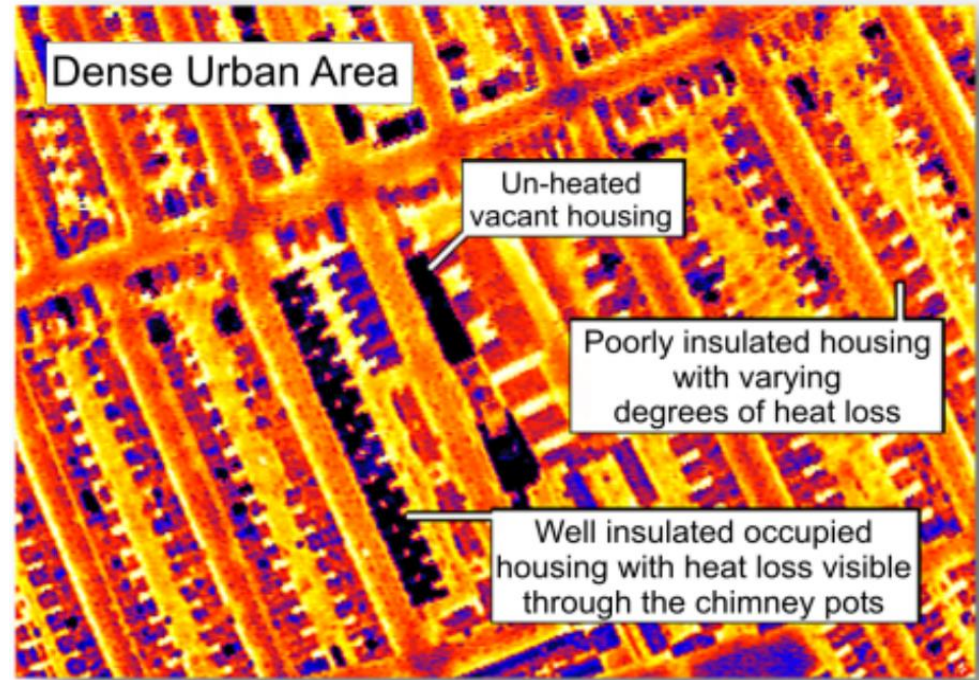 Dense Urban Area
Un-heated
vacant housing
Poorly insulated housing
with varying
degrees of heat loss
Well insulated occupied
housing with heat loss visible
through the chimney pots